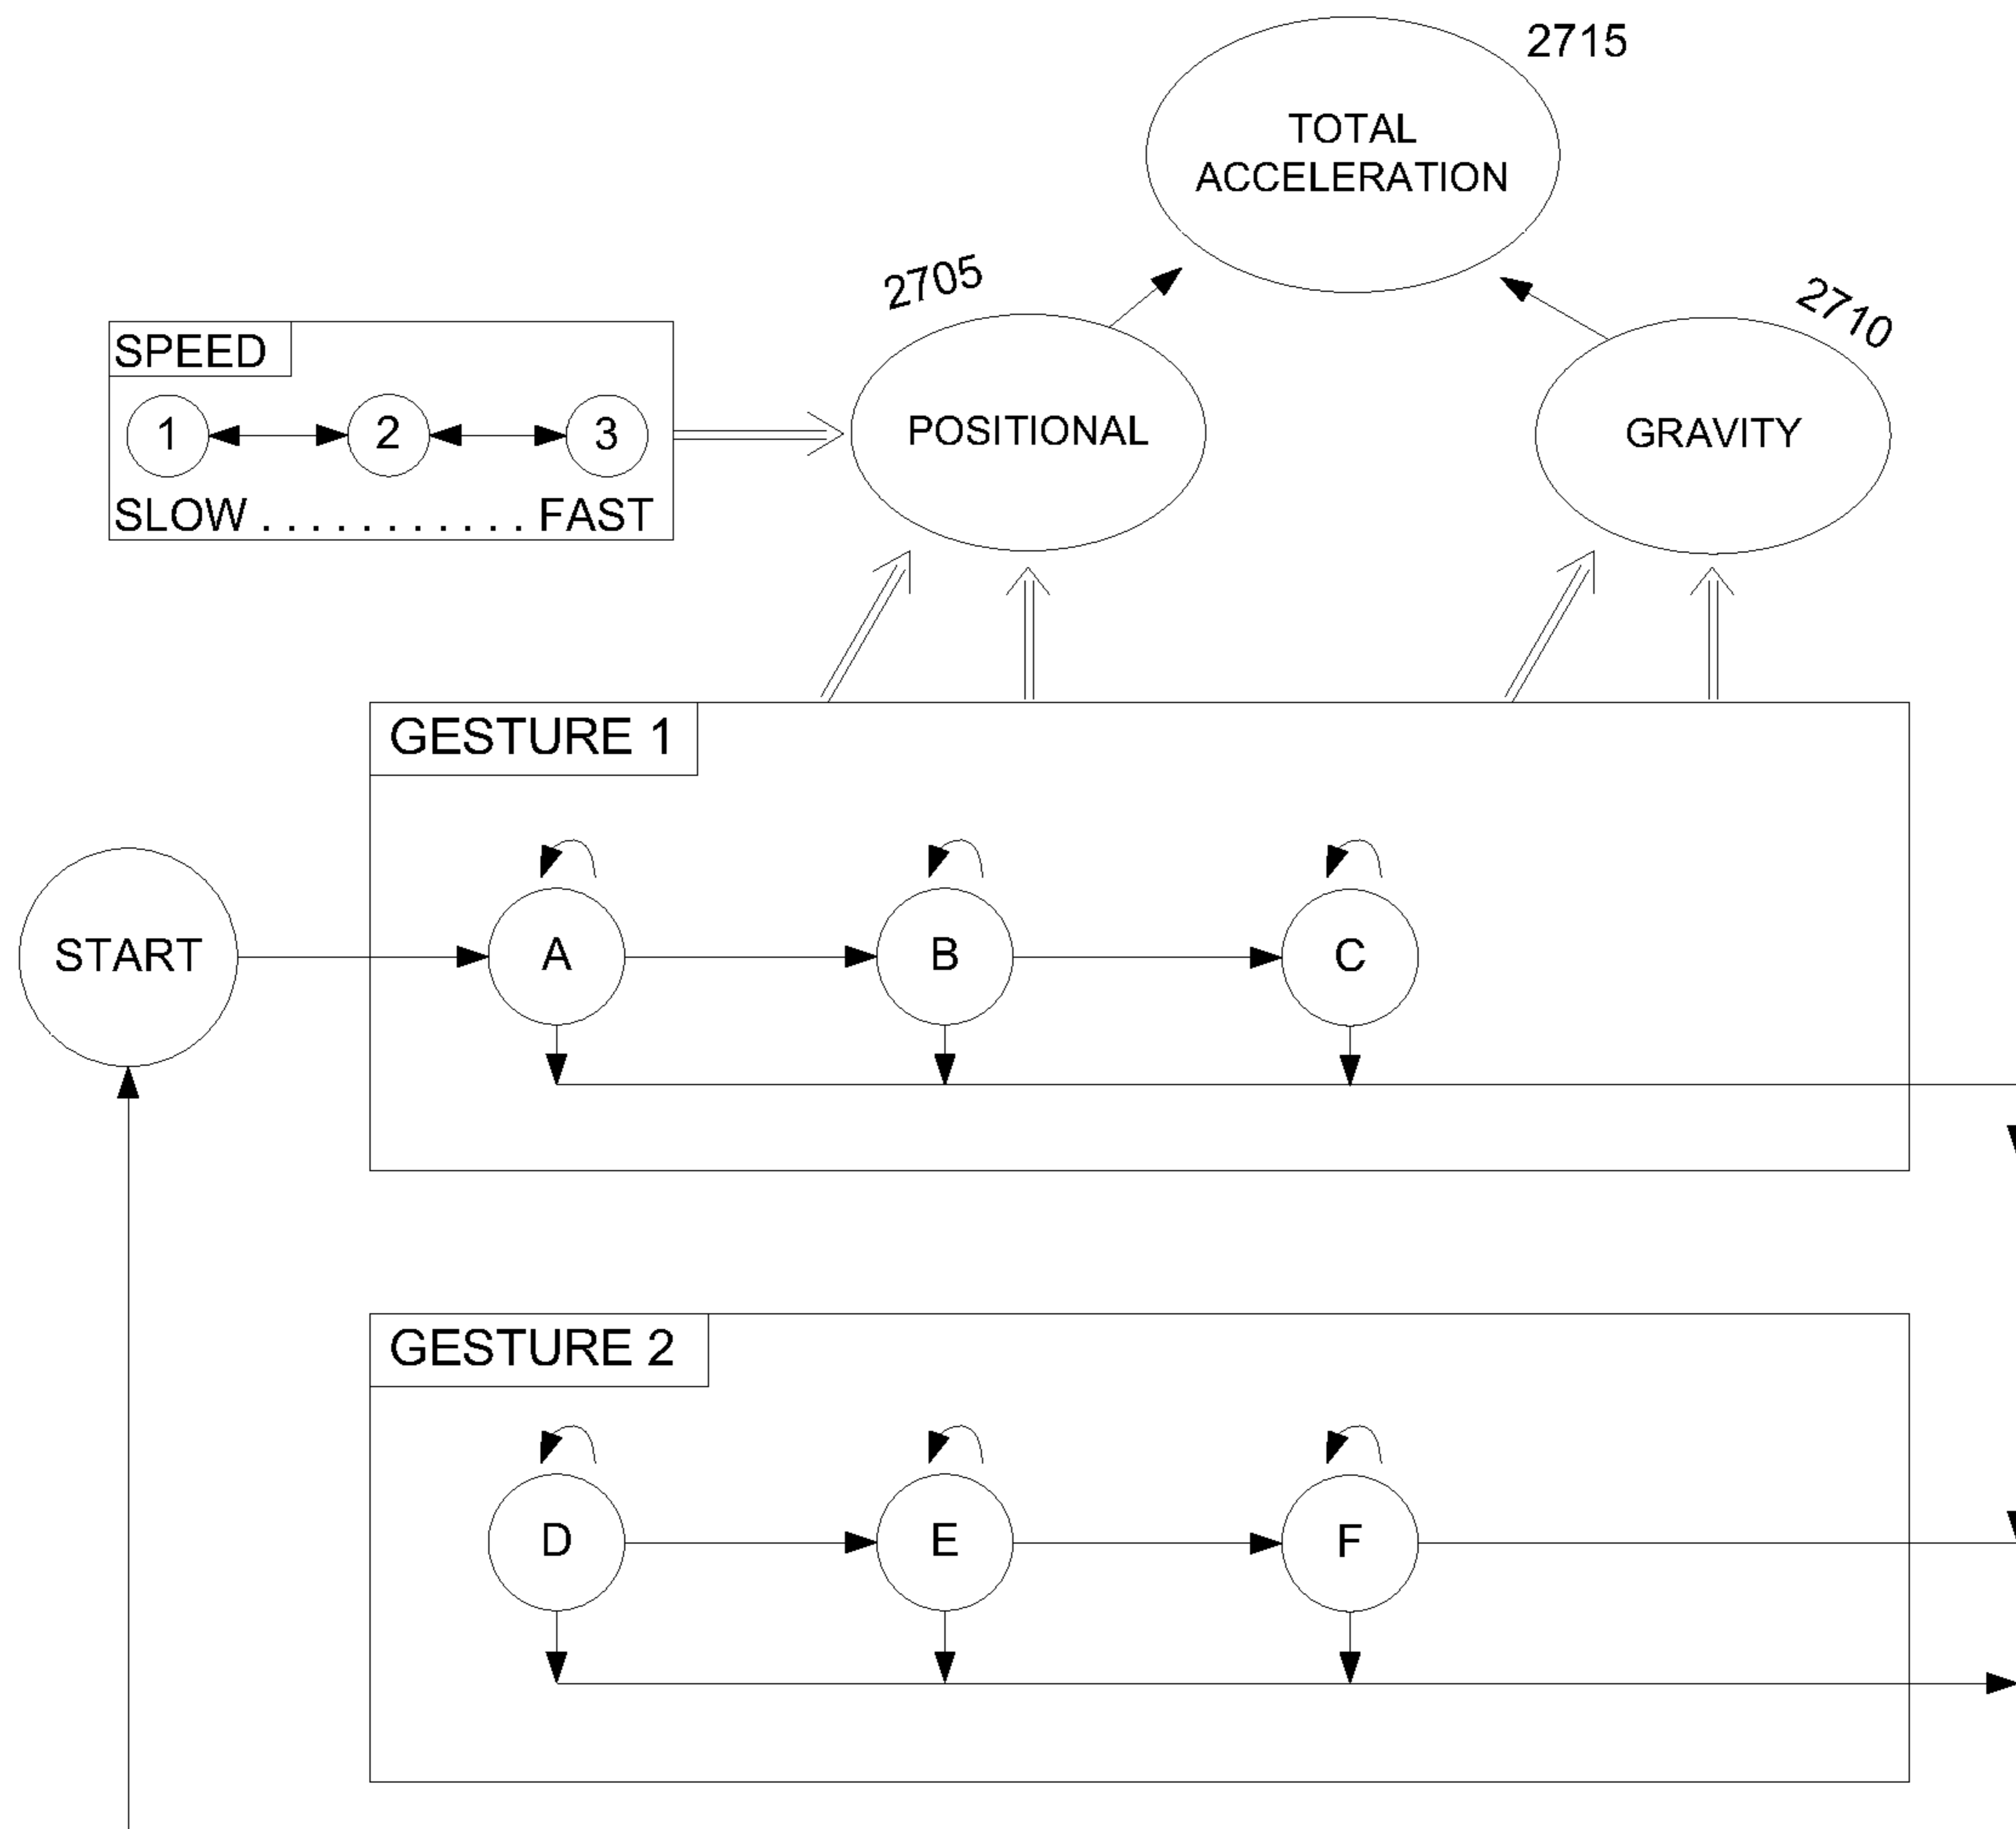 2715
TOTAL
ACCELERATION
2705
2710
SPEED
1
2
3
SLOW . . . . . . . . . . . FAST
POSITIONAL
GRAVITY
GESTURE 1
START
A
B
C
GESTURE 2
D
E
F